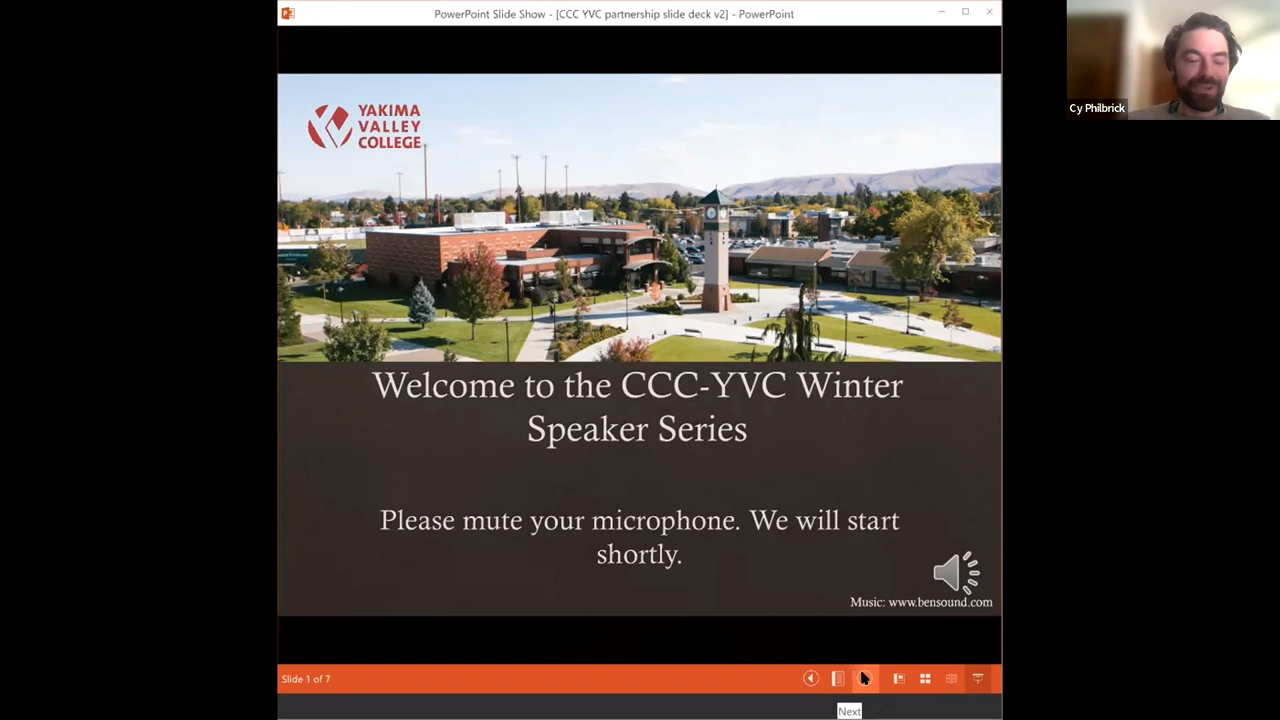 PowerPoint Slide Show - [CCC YVC partnership slide deck v2] - PowerPoint
Cy Philbrick
YAKIMA
VALLEY
COLLEGE
Welcome to the CCC-YVC Winter
Speaker Series
Please mute your microphone. We will start
shortly.
Music: www.bensound.com
Slide 1 of 7
Next